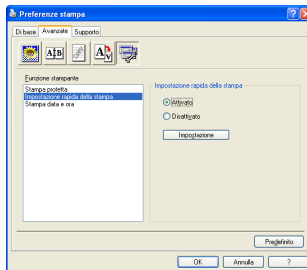 Preferenze stampa
Di base Avanzate Supporto
Funzione stampante
Stampa protetta
Impostazione rapida della stampa
Stampa data e ora
Impostazione rapida della stampa
Attivato
Disattivato
Impostazione
Predefinito
OK Annulla ?